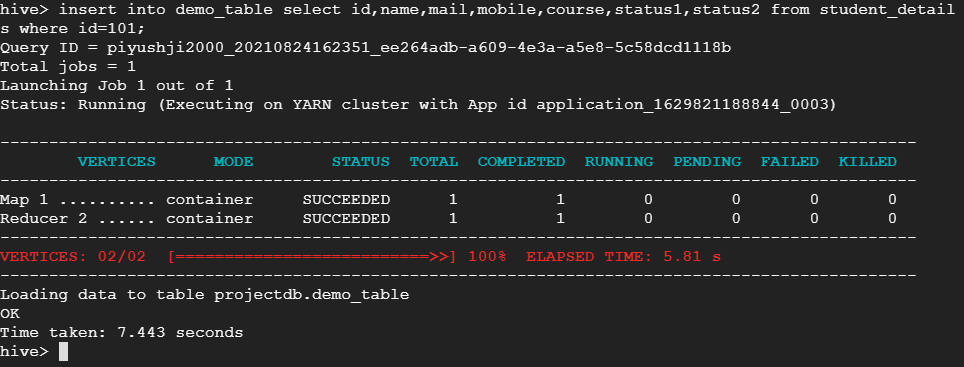 hive> insert into demo_table select id,name,mail,mobile,course,status1,status2 from student_detail
s where id=101;
Query ID = piyushji2000_20210824162351_ee264adb-a609-4e3a-a5e8-5c58dcd1118b
Total jobs = 1
Launching Job 1 out of 1
Status: Running (Executing on YARN cluster with App id application_1629821188844_0003)
----------------------------------------------------------------------------------------------
        VERTICES      MODE        STATUS  TOTAL  COMPLETED  RUNNING  PENDING  FAILED  KILLED
----------------------------------------------------------------------------------------------
Map 1 .......... container     SUCCEEDED      1          1        0        0       0       0
Reducer 2 ...... container     SUCCEEDED      1          1        0        0       0       0
----------------------------------------------------------------------------------------------
VERTICES: 02/02  [==========================>>] 100%  ELAPSED TIME: 5.81 s
----------------------------------------------------------------------------------------------
Loading data to table projectdb.demo_table
OK
Time taken: 7.443 seconds
hive>